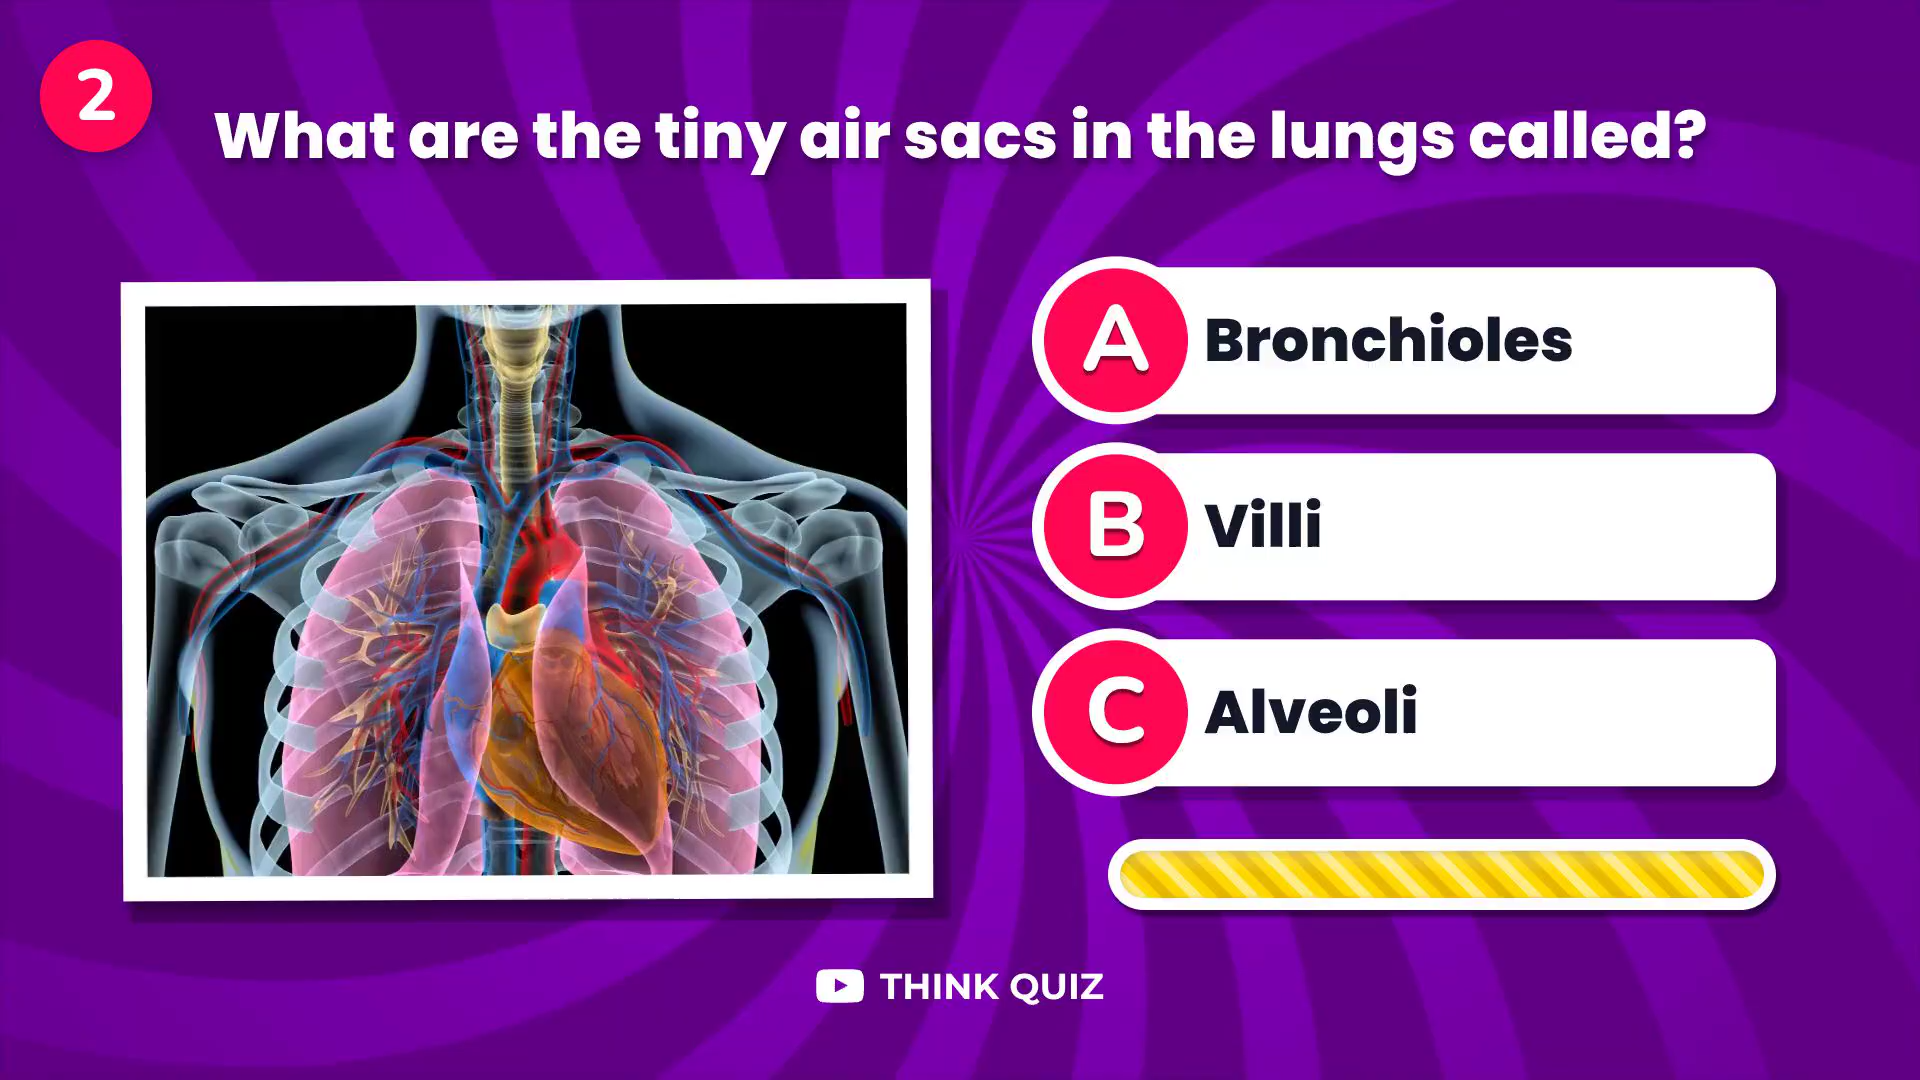 2
What are the tiny air sacs in the lungs called?
A Bronchioles
B Villi
C Alveoli
THINK QUIZ